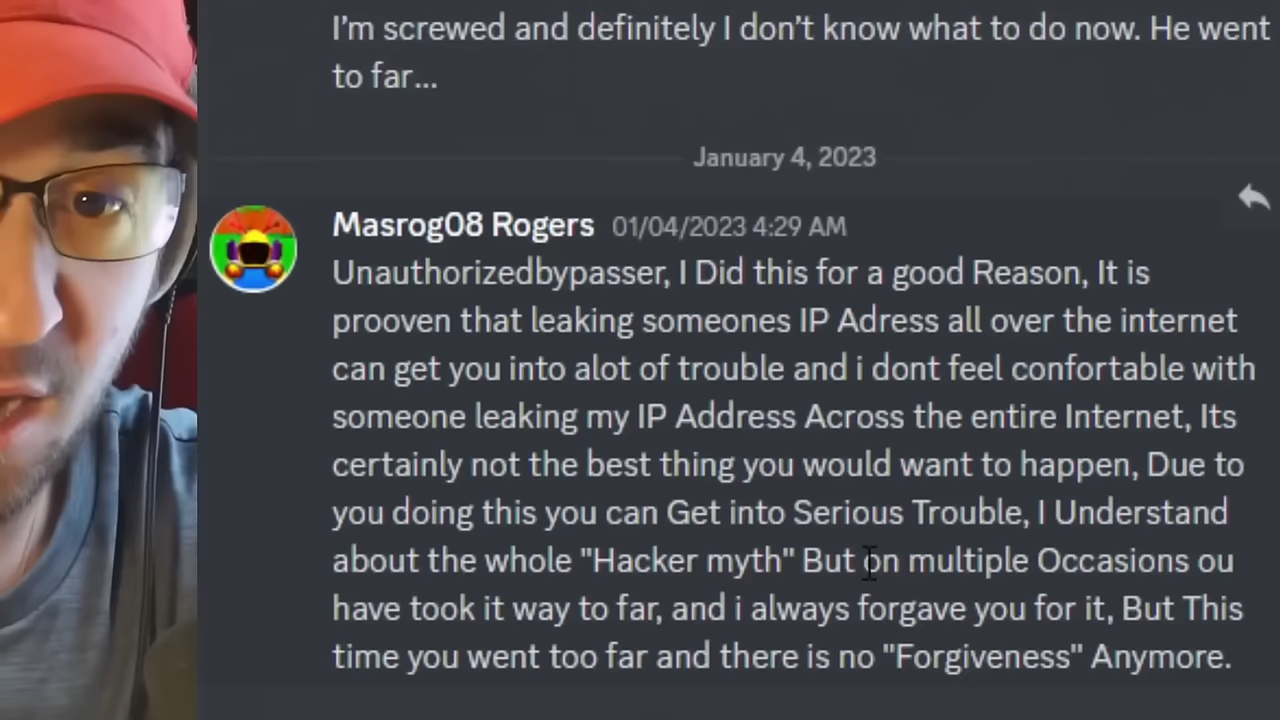 I'm screwed and definitely I don't know what to do now. He went
to far...
January 4, 2023
Masrog08 Rogers 01/04/2023 4:29 AM
Unauthorizedbypasser, I Did this for a good Reason, It is
prooven that leaking someones IP Adress all over the internet
can get you into alot of trouble and i dont feel confortable with
someone leaking my IP Address Across the entire Internet, Its
certainly not the best thing you would want to happen, Due to
you doing this you can Get into Serious Trouble, I Understand
about the whole "Hacker myth" But on multiple Occasions ou
have took it way to far, and i always forgave you for it, But This
time you went too far and there is no "Forgiveness" Anymore.